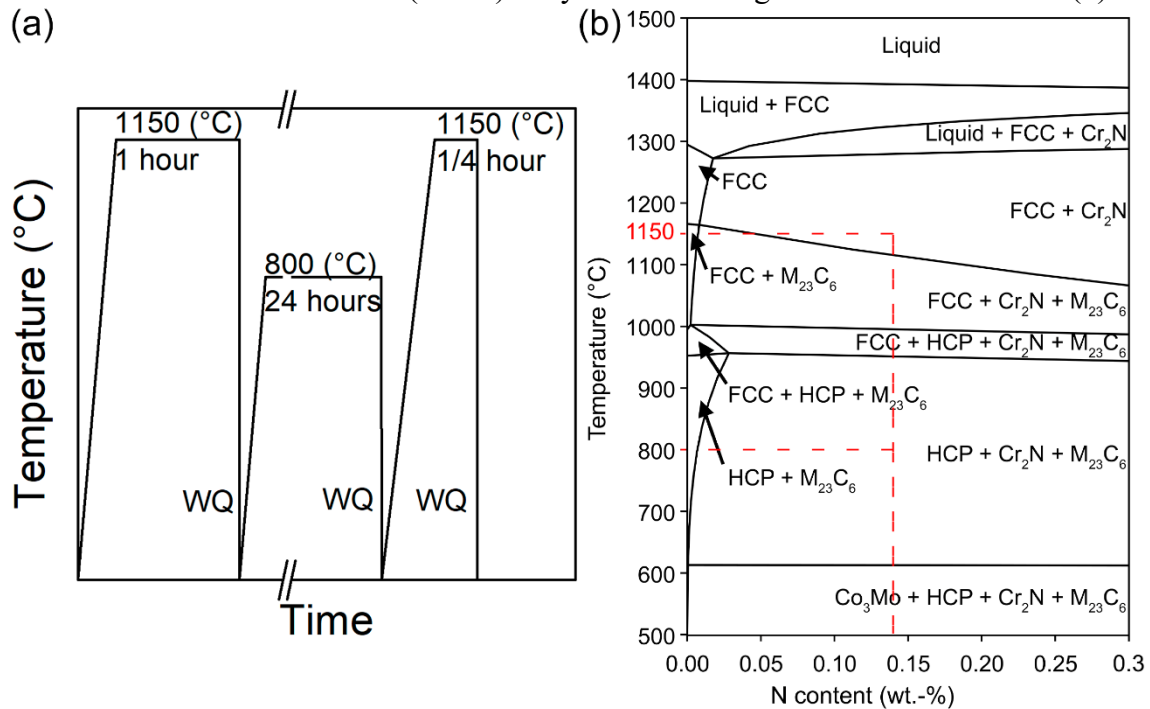 (a)
1150 (°C)
1 hour
800 (°C)
24 hours
1150 (°C)
1/4 hour
WQ
WQ
WQ
Temperature (°C)
Time
(b)
1500
1400
1300
1200
1150
1100
1000
900
800
700
600
500
Temperature (°C)
Liquid
Liquid + FCC
Liquid + FCC + Cr₂N
FCC
FCC + Cr₂N
FCC + M₂₃C₆
FCC + Cr₂N + M₂₃C₆
FCC + HCP + Cr₂N + M₂₃C₆
FCC + HCP + M₂₃C₆
HCP + Cr₂N + M₂₃C₆
HCP + M₂₃C₆
Co₃Mo + HCP + Cr₂N + M₂₃C₆
0.00 0.05 0.10 0.15 0.20 0.25 0.3
N content (wt.-%)